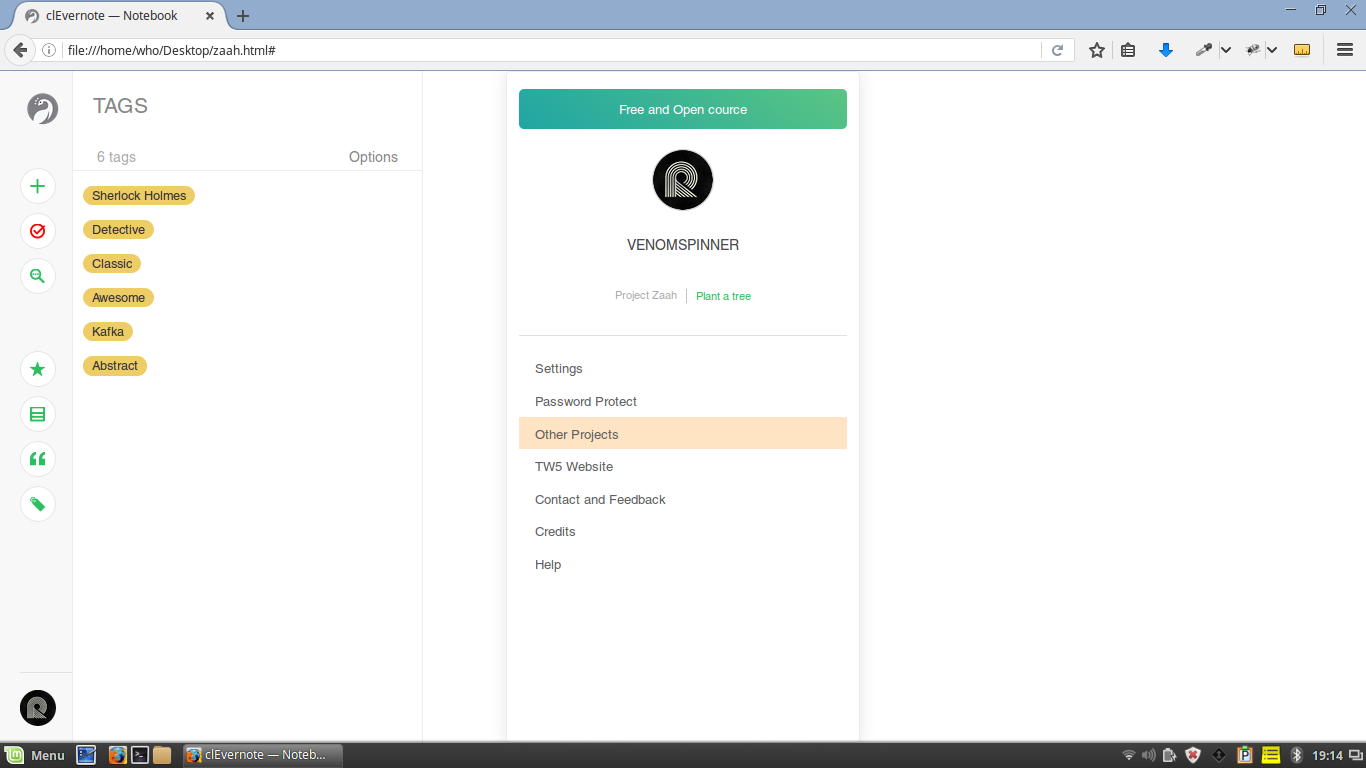 clEvernote — Notebook
file:///home/who/Desktop/zaah.html#
TAGS
6 tags
Options
Sherlock Holmes
Detective
Classic
Awesome
Kafka
Abstract
Free and Open cource
R
VENOMSPINNER
Project Zaah
Plant a tree
Settings
Password Protect
Other Projects
TW5 Website
Contact and Feedback
Credits
Help
R
Menu
clEvernote — Noteb...
19:14